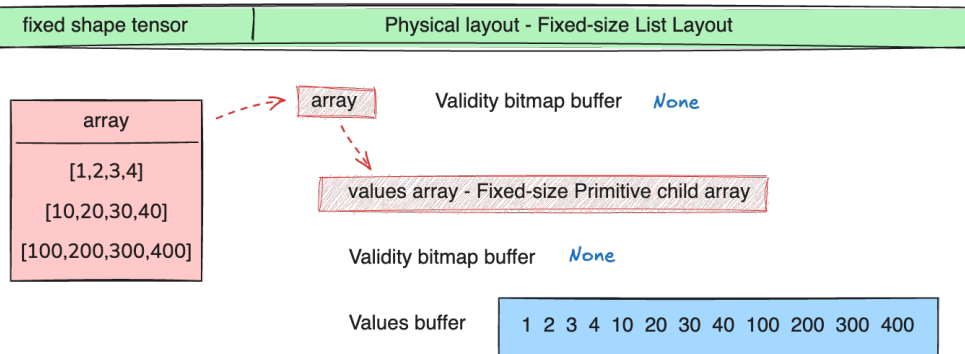 fixed shape tensor
Physical layout - Fixed-size List Layout
array
[1,2,3,4]
[10,20,30,40]
[100,200,300,400]
array
Validity bitmap buffer None
values array - Fixed-size Primitive child array
Validity bitmap buffer None
Values buffer
1 2 3 4 10 20 30 40 100 200 300 400